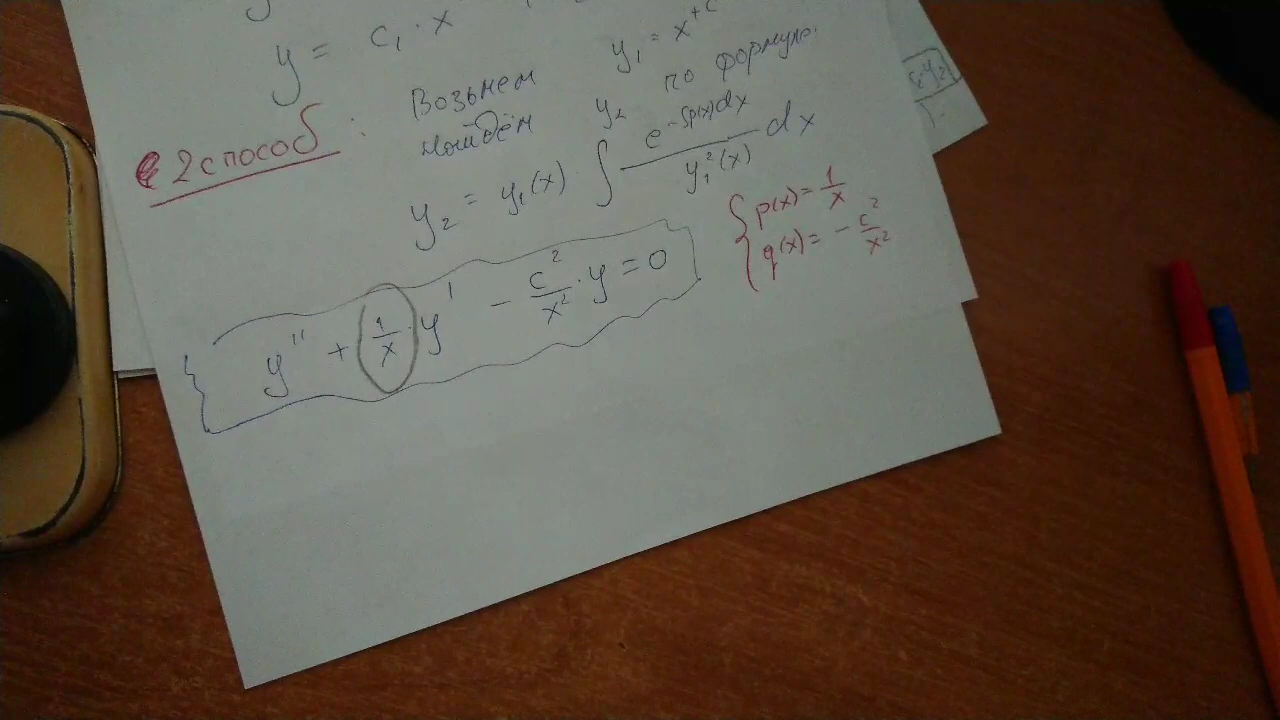 y = c₁ · x
2 способ : Возьмем y₁ = x⁺ᶜ
найдём y₂ по формуле:
y₂ = y₁(x) · ∫ e^(-∫p(x)dx) / y₁²(x) dx
{ p(x) = 1/x
q(x) = - c²/x²
y'' + 1/x · y' - c²/x² · y = 0